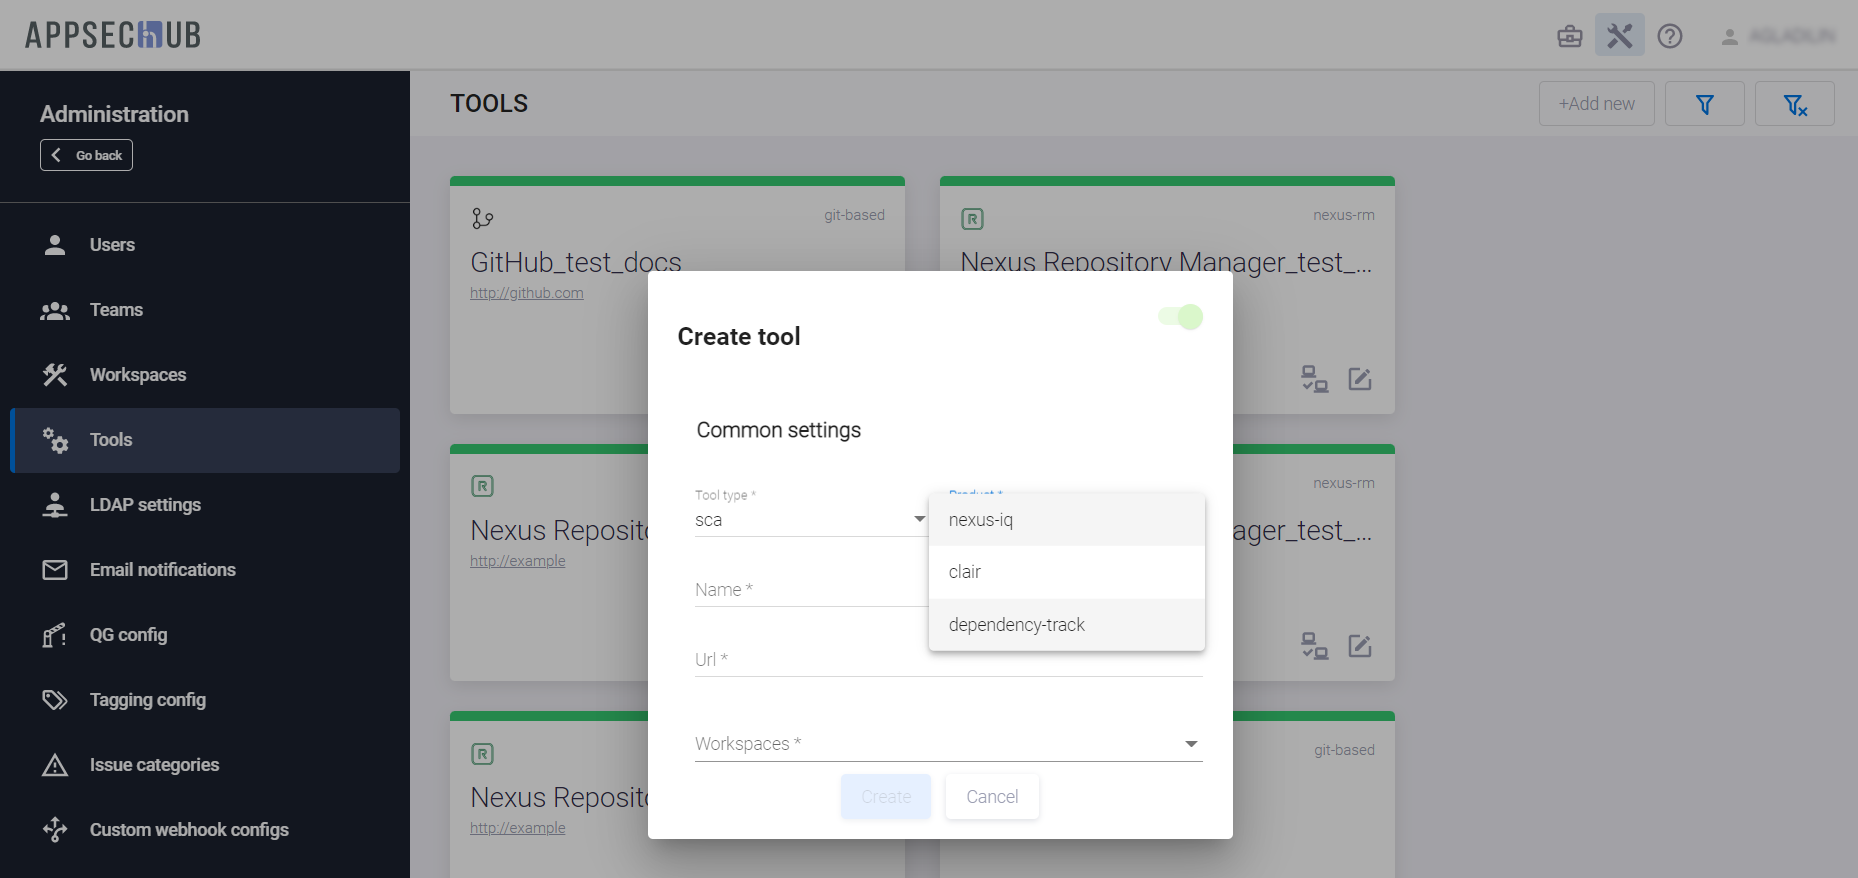 APPSECHUB
Administration
Go back
Users
Teams
Workspaces
Tools
LDAP settings
Email notifications
QG config
Tagging config
Issue categories
Custom webhook configs
TOOLS
+Add new
git-based
GitHub_test_docs
http://github.com
nexus-rm
Nexus Repository Manager_test_...
Nexus Reposito
http://example
nexus-rm
ager_test_...
Nexus Reposito
http://example
git-based
Create tool
Common settings
Tool type *
sca
Product *
nexus-iq
clair
dependency-track
Name *
Url *
Workspaces *
Create
Cancel